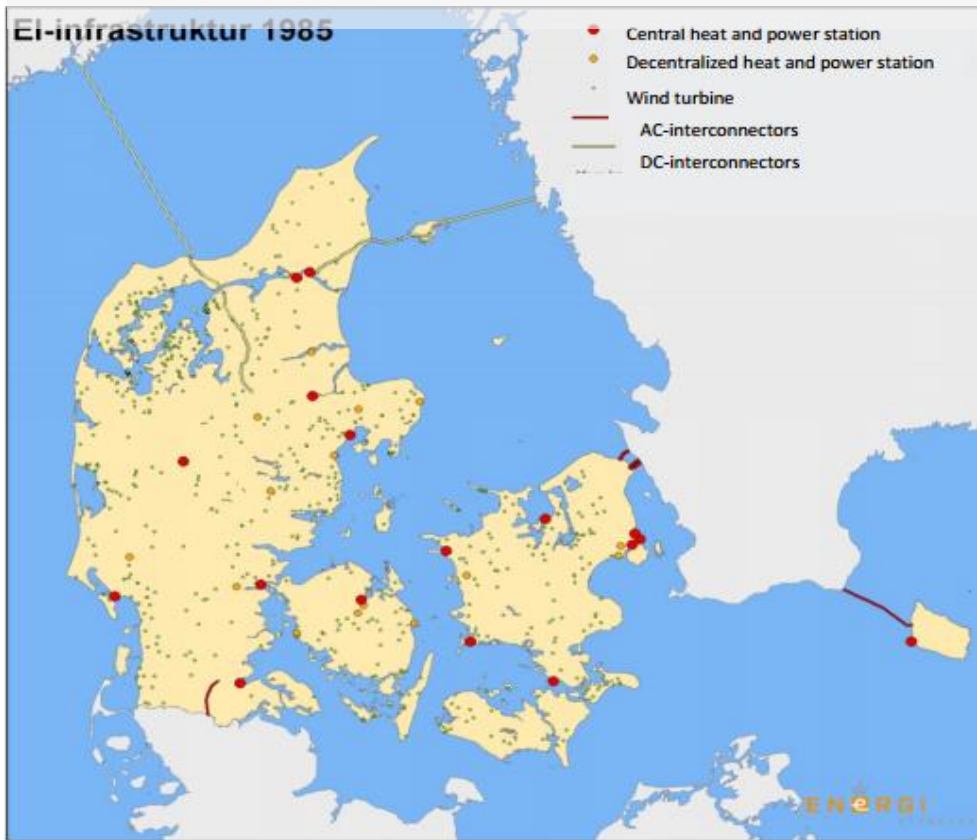 El-infrastruktur 1985
Central heat and power station
Decentralized heat and power station
Wind turbine
AC-interconnectors
DC-interconnectors
ENERGI